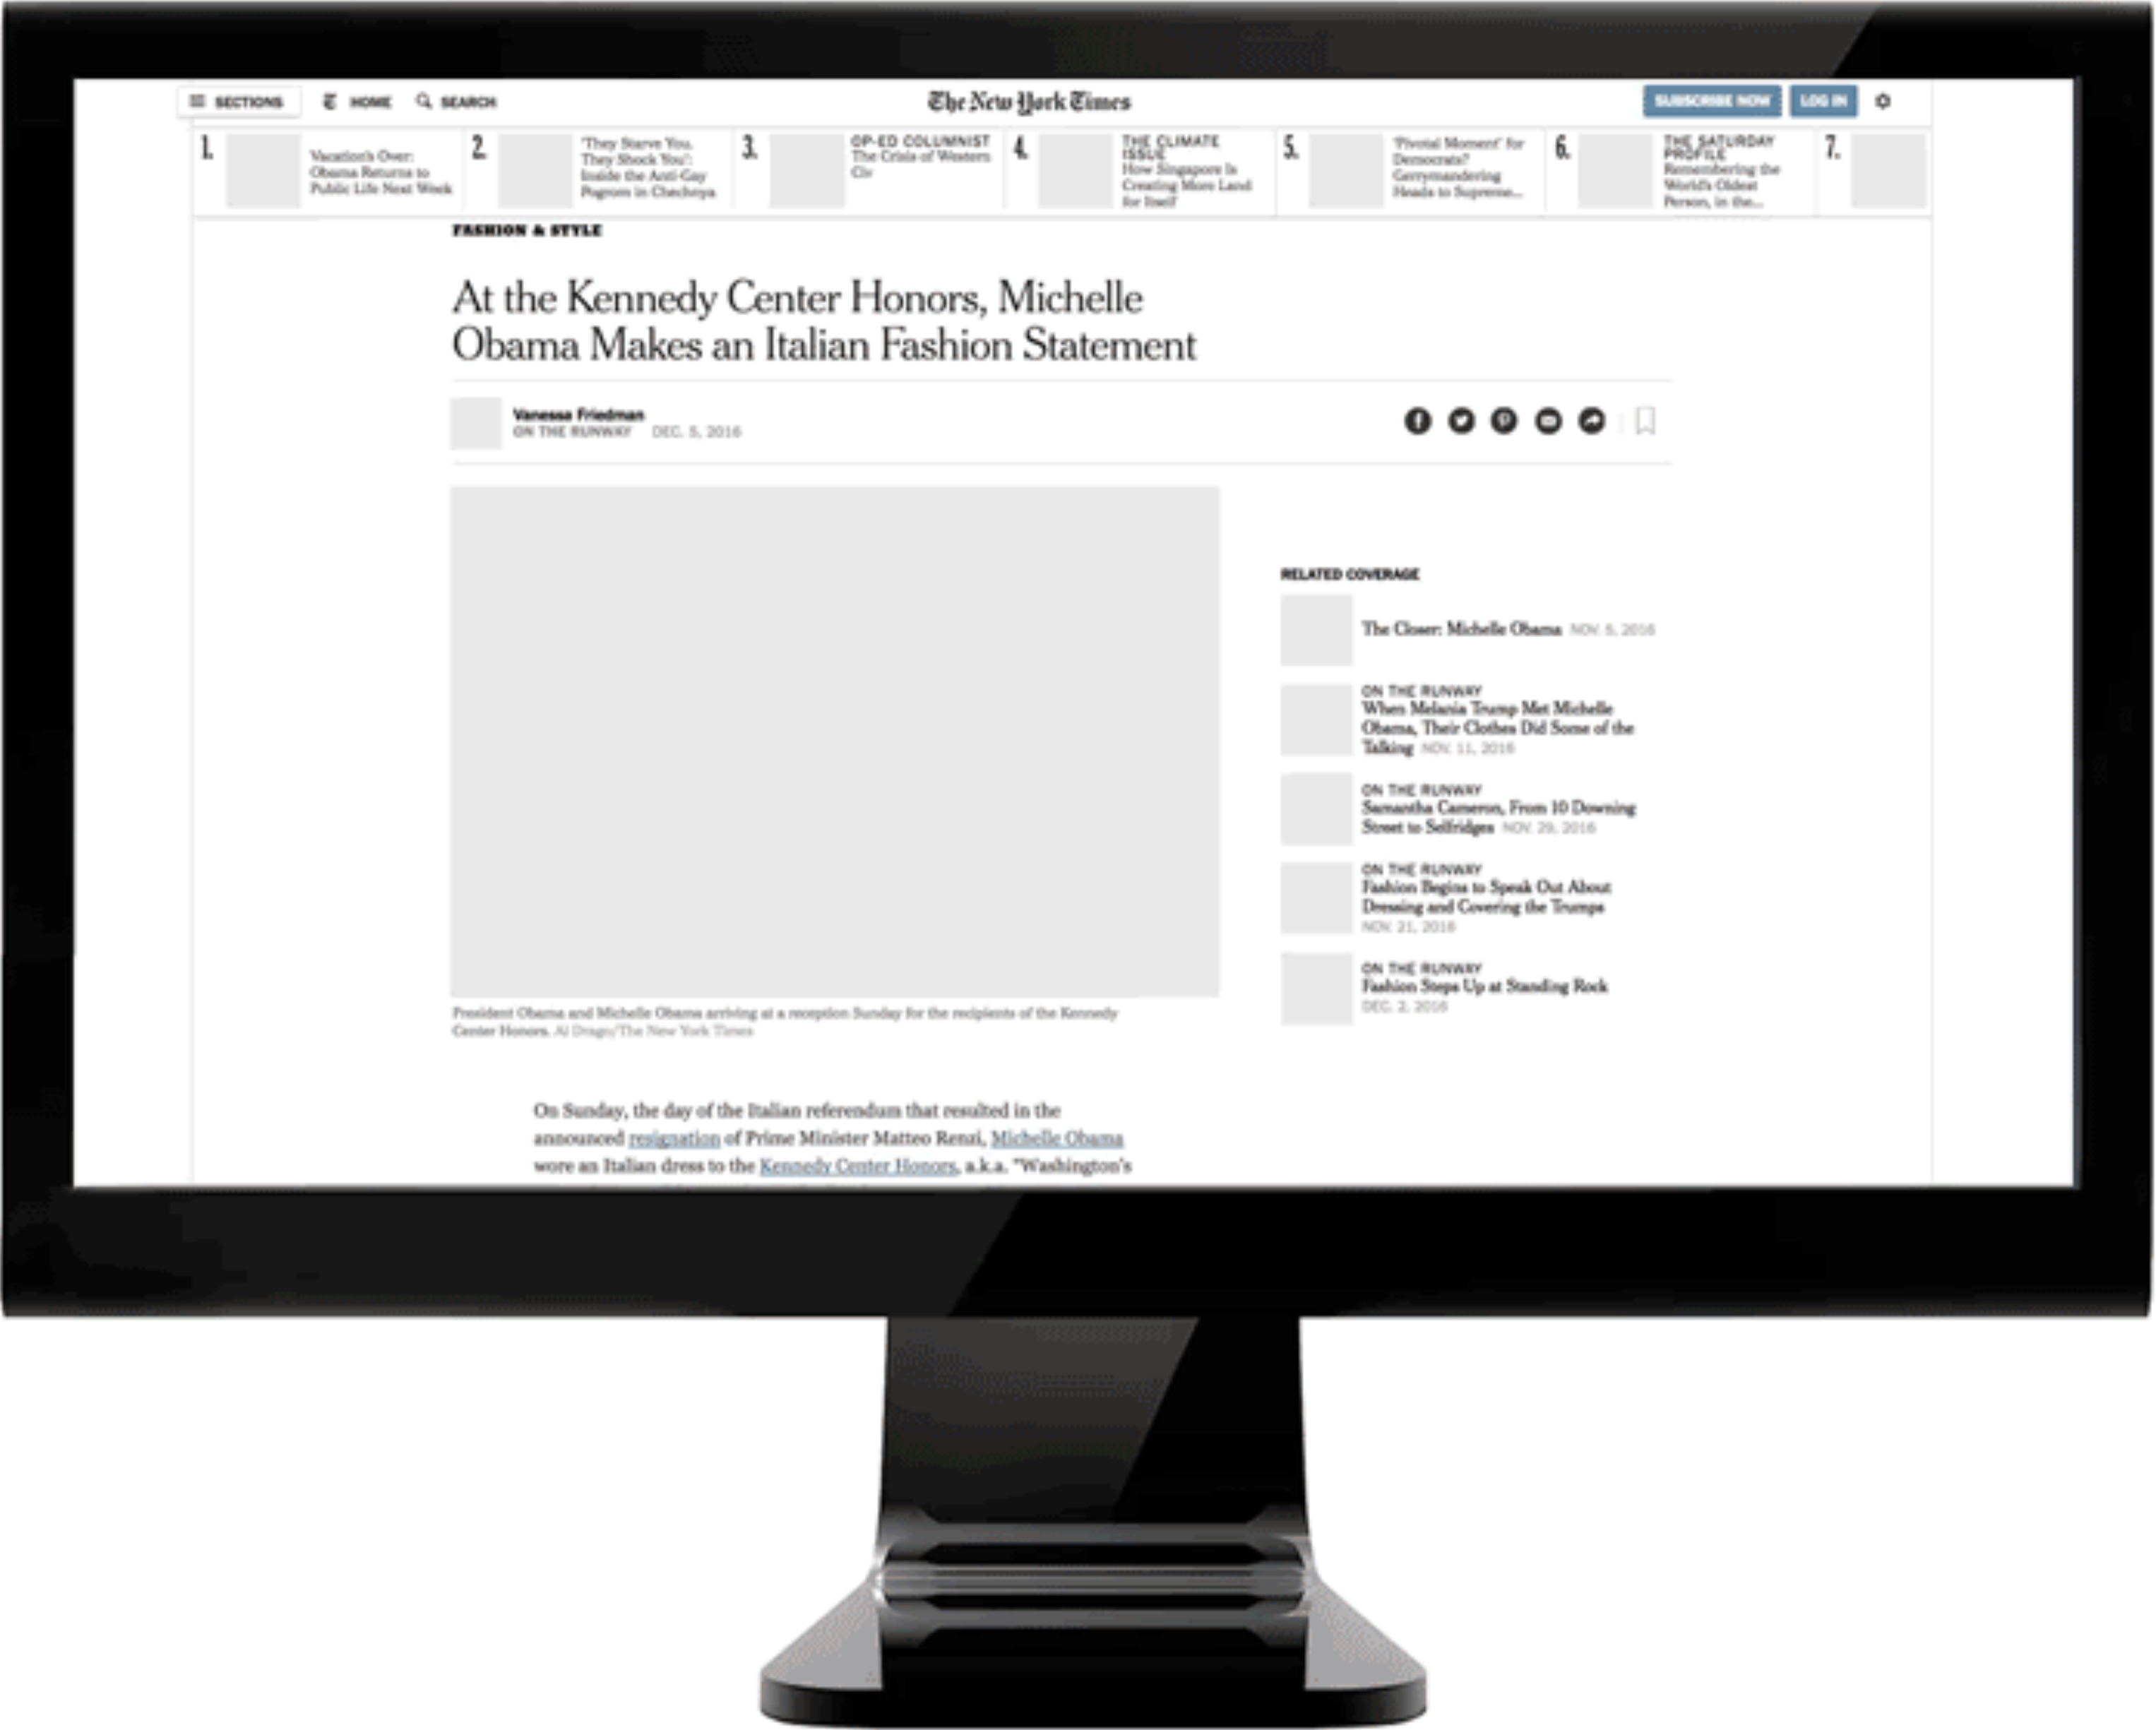 SECTIONS HOME SEARCH The New York Times SUBSCRIBE NOW LOG IN
1.
Vacation's Over:
Obama Returns to
Public Life Next Week
2.
'They Starve You.
They Shock You':
Inside the Anti-Gay
Pogrom in Chechnya
3.
OP-ED COLUMNIST
The Crisis of Western
Civ
4.
THE CLIMATE
ISSUE
How Singapore Is
Creating More Land
for Itself
5.
'Pivotal Moment' for
Democrats?
Gerrymandering
Heads to Supreme...
6.
THE SATURDAY
PROFILE
Remembering the
World's Oldest
Person, in the...
7.
FASHION & STYLE
At the Kennedy Center Honors, Michelle
Obama Makes an Italian Fashion Statement
Vanessa Friedman
ON THE RUNWAY DEC. 5, 2016
President Obama and Michelle Obama arriving at a reception Sunday for the recipients of the Kennedy
Center Honors. Al Drago/The New York Times
On Sunday, the day of the Italian referendum that resulted in the
announced resignation of Prime Minister Matteo Renzi, Michelle Obama
wore an Italian dress to the Kennedy Center Honors, a.k.a. "Washington's
RELATED COVERAGE
The Closer: Michelle Obama NOV. 5, 2016
ON THE RUNWAY
When Melania Trump Met Michelle
Obama, Their Clothes Did Some of the
Talking NOV. 11, 2016
ON THE RUNWAY
Samantha Cameron, From 10 Downing
Street to Selfridges NOV. 29, 2016
ON THE RUNWAY
Fashion Begins to Speak Out About
Dressing and Covering the Trumps
NOV. 21, 2016
ON THE RUNWAY
Fashion Steps Up at Standing Rock
DEC. 2, 2016